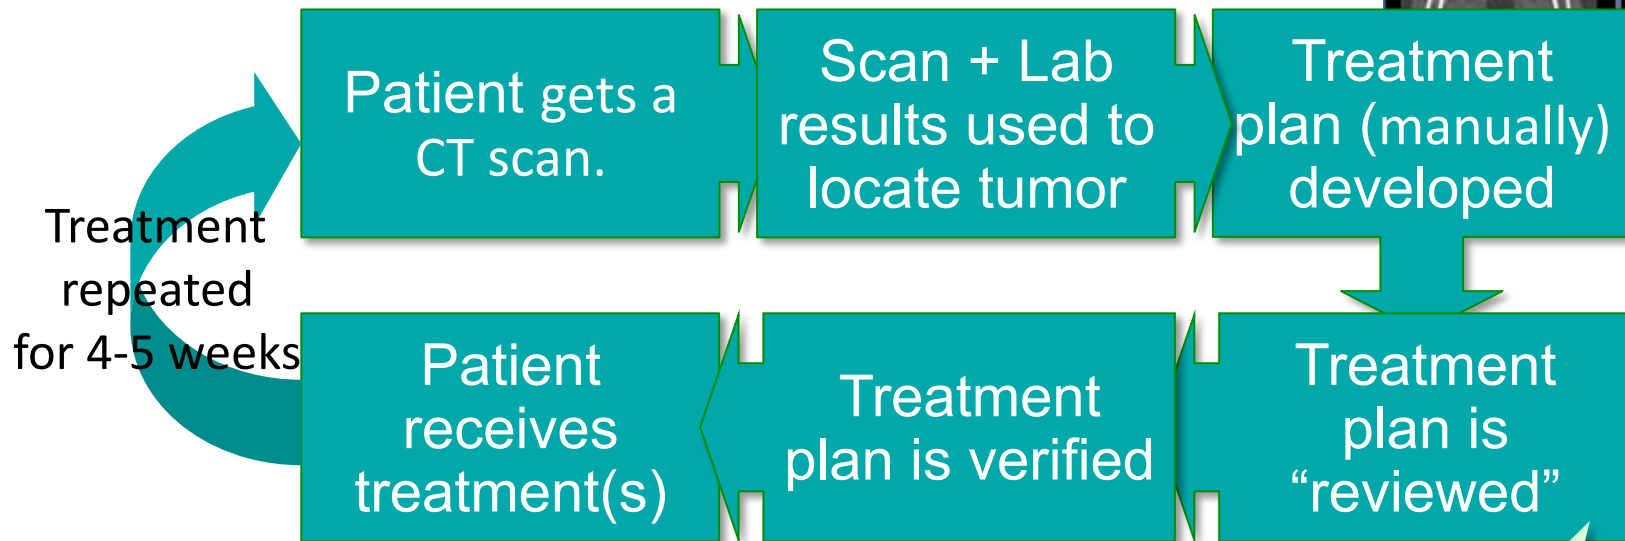 Patient gets a
CT scan.
Scan + Lab
results used to
locate tumor
Treatment
plan (manually)
developed
Treatment
repeated
for 4-5 weeks
Patient
receives
treatment(s)
Treatment
plan is verified
Treatment
plan is
“reviewed”